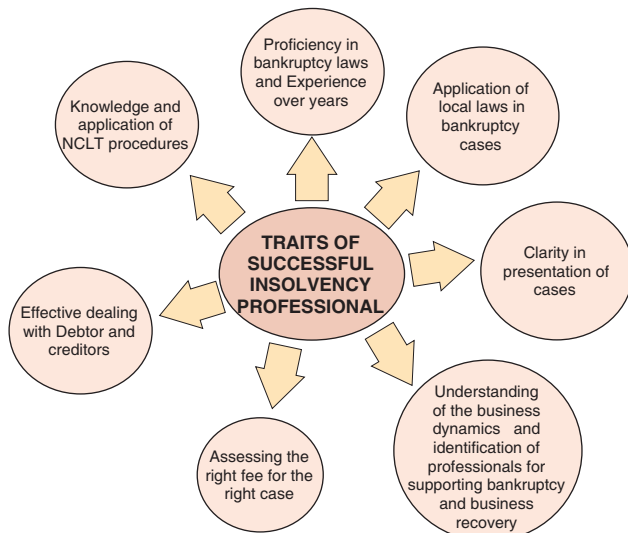 Proficiency in
bankruptcy laws
and Experience
over years
Application of
local laws in
bankruptcy
cases
Clarity in
presentation of
cases
Understanding
of the business
dynamics and
identification of
professionals for
supporting bankruptcy
and business
recovery
Assessing the
right fee for the
right case
Effective dealing
with Debtor and
creditors
Knowledge and
application of
NCLT procedures
TRAITS OF
SUCCESSFUL
INSOLVENCY
PROFESSIONAL